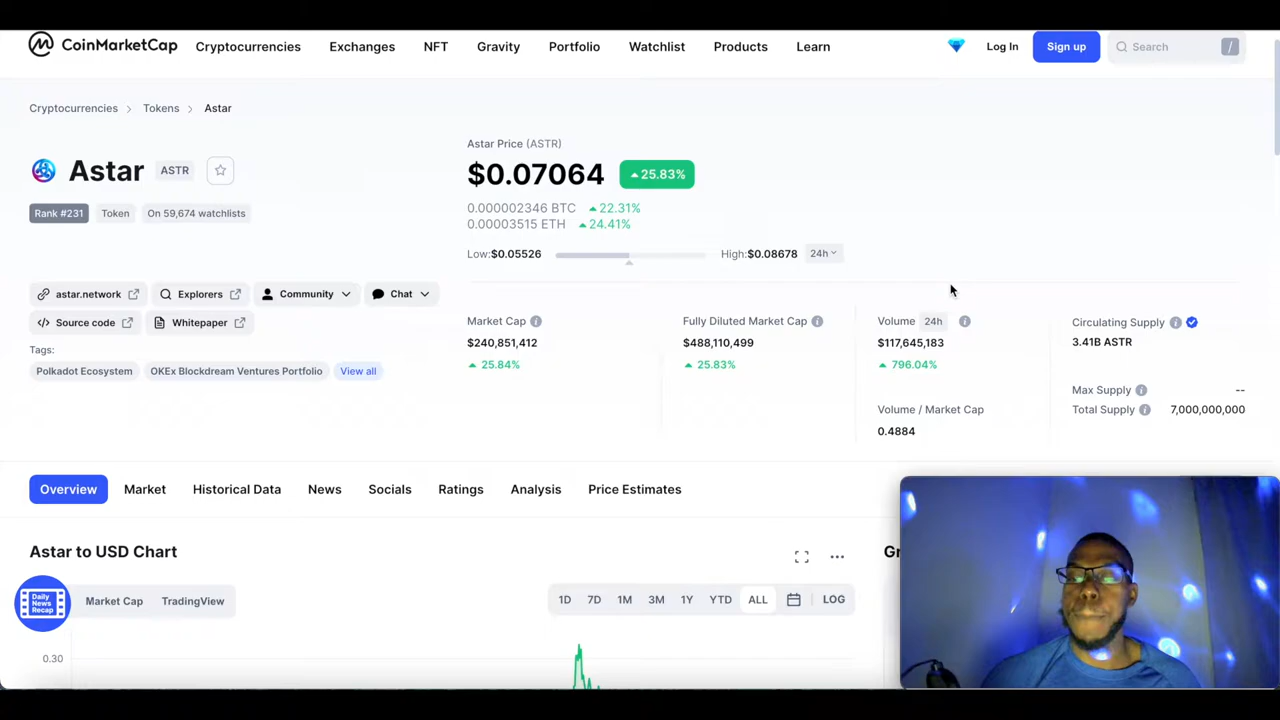 CoinMarketCap Cryptocurrencies Exchanges NFT Gravity Portfolio Watchlist Products Learn Log In Sign up Search /
Cryptocurrencies > Tokens > Astar
Astar ASTR
Rank #231 Token On 59,674 watchlists
astar.network Explorers Community Chat
Source code Whitepaper
Tags:
Polkadot Ecosystem OKEx Blockdream Ventures Portfolio View all
Astar Price (ASTR)
$0.07064 25.83%
0.000002346 BTC 22.31%
0.00003515 ETH 24.41%
Low:$0.05526 High:$0.08678 24h
Market Cap
$240,851,412
25.84%
Fully Diluted Market Cap
$488,110,499
25.83%
Volume 24h
$117,645,183
796.04%
Volume / Market Cap
0.4884
Circulating Supply
3.41B ASTR
Max Supply --
Total Supply 7,000,000,000
Overview Market Historical Data News Socials Ratings Analysis Price Estimates
Astar to USD Chart
Daily
News
Recap
Market Cap TradingView 1D 7D 1M 3M 1Y YTD ALL LOG
0.30